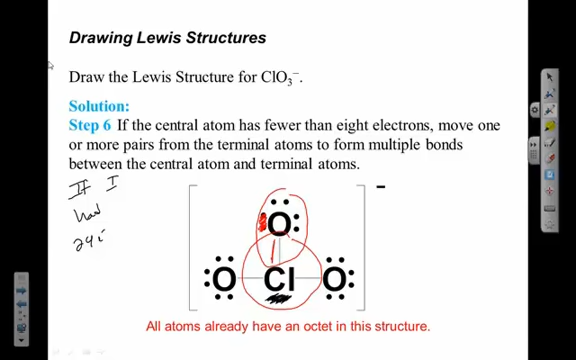 Drawing Lewis Structures
Draw the Lewis Structure for ClO₃⁻.
Solution:
Step 6 If the central atom has fewer than eight electrons, move one
or more pairs from the terminal atoms to form multiple bonds
between the central atom and terminal atoms.
If I
had
24
O
O Cl O
All atoms already have an octet in this structure.